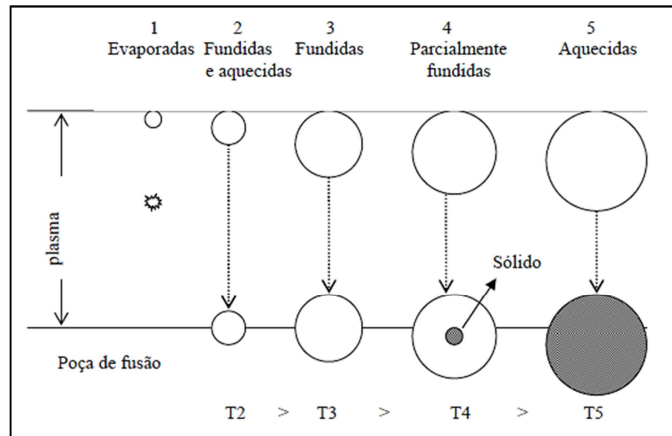 1
Evaporadas
2
Fundidas
e aquecidas
3
Fundidas
4
Parcialmente
fundidas
5
Aquecidas
plasma
Sólido
Poça de fusão
T2 > T3 > T4 > T5